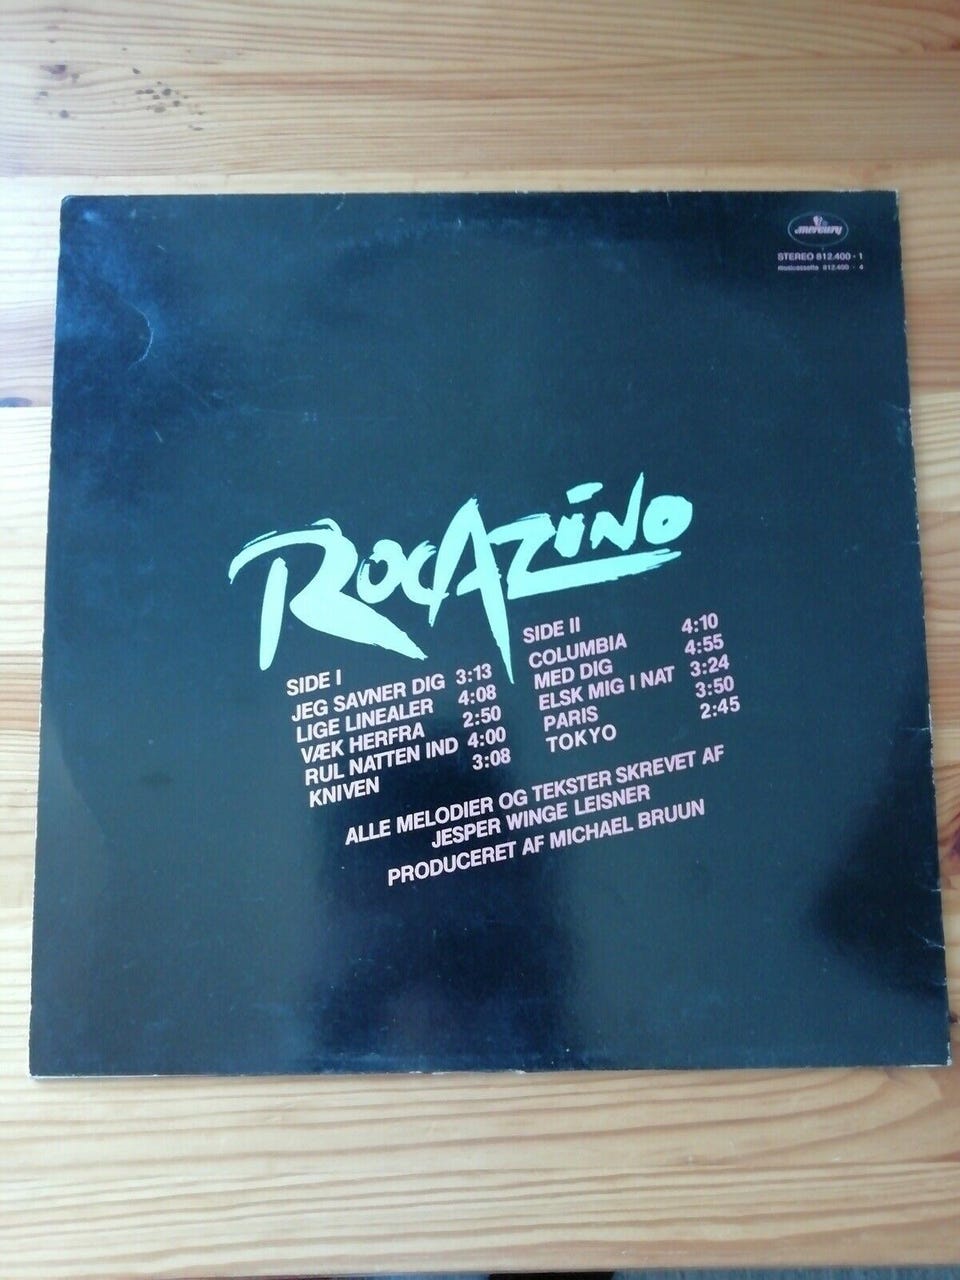 mercury
STEREO 812.400 - 1
musicassette 812.400 - 4
ROCAZINO
SIDE I
JEG SAVNER DIG 3:13
LIGE LINEALER 4:08
VÆK HERFRA 2:50
RUL NATTEN IND 4:00
KNIVEN 3:08
SIDE II
COLUMBIA 4:10
MED DIG 4:55
ELSK MIG I NAT 3:24
PARIS 3:50
TOKYO 2:45
ALLE MELODIER OG TEKSTER SKREVET AF
JESPER WINGE LEISNER
PRODUCERET AF MICHAEL BRUUN